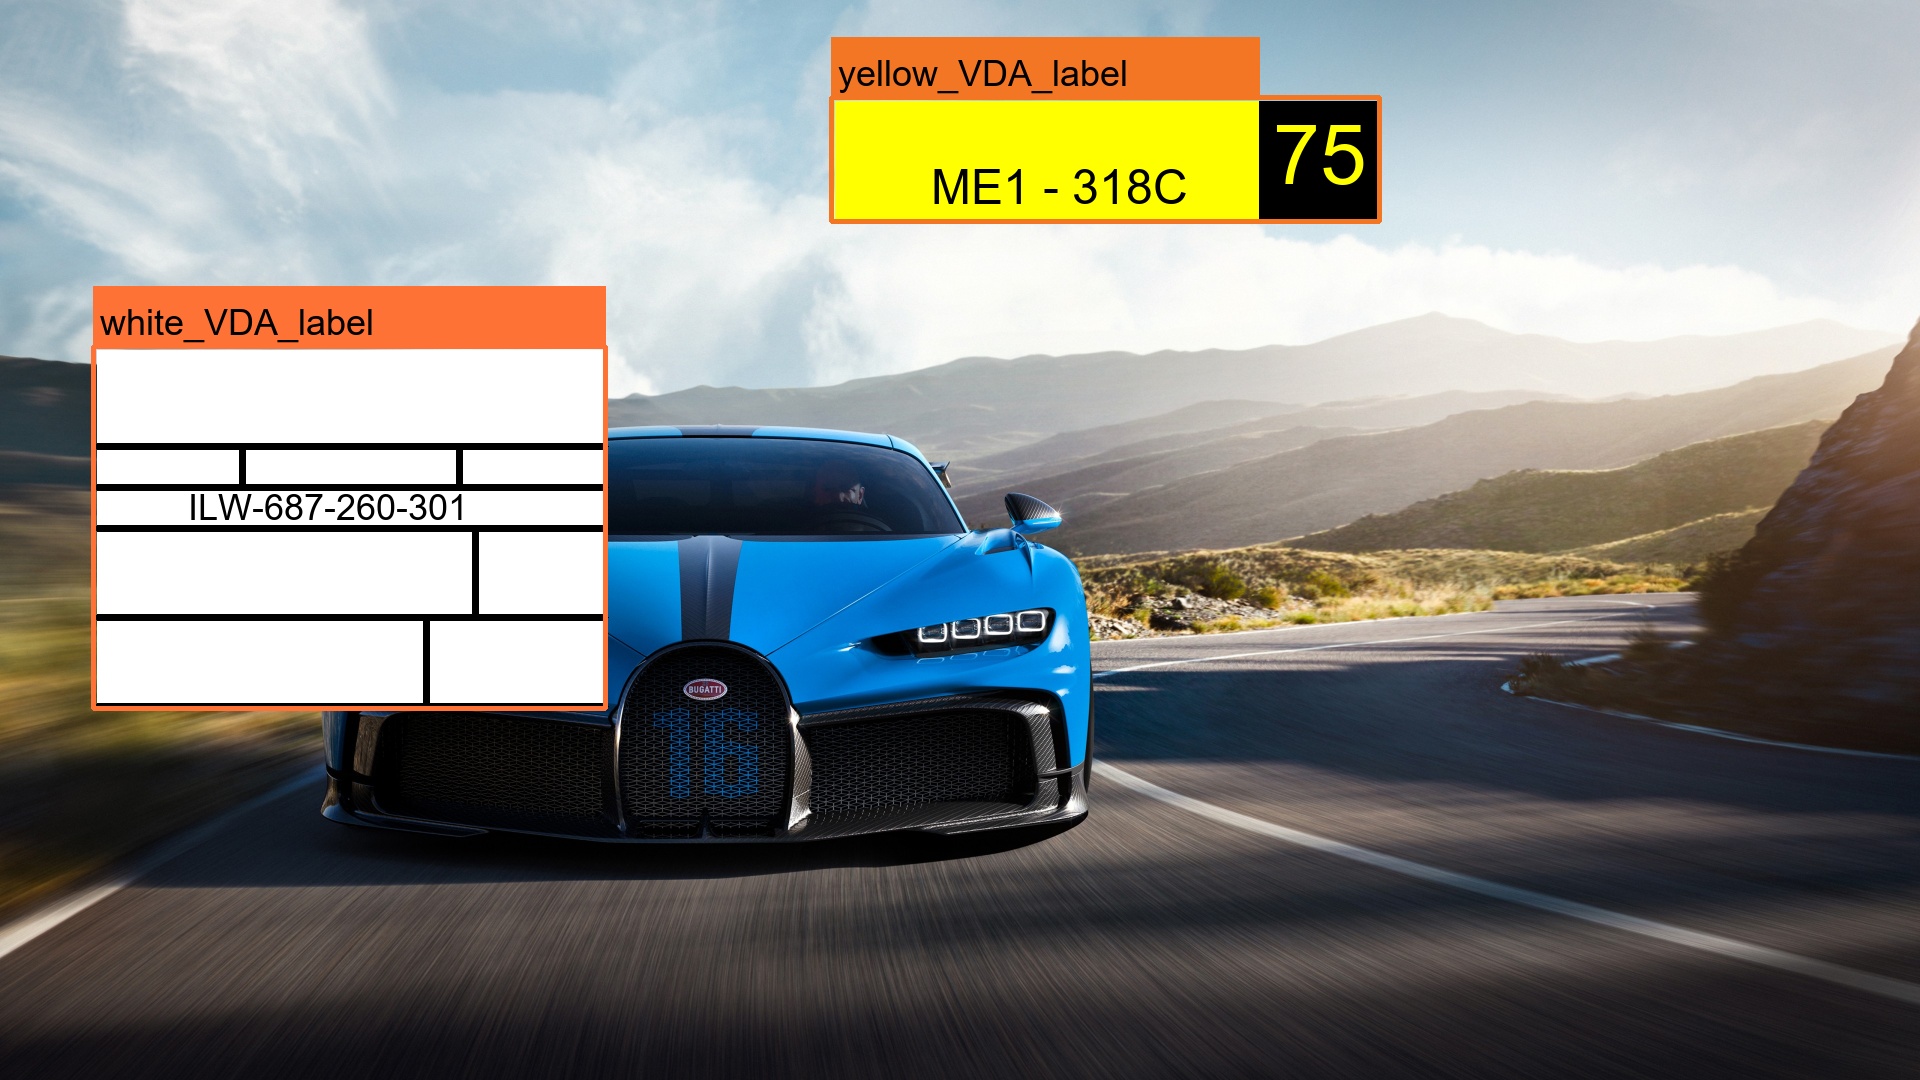 yellow_VDA_label
ME1 - 318C
75
white_VDA_label
ILW-687-260-301
BUGATTI
16